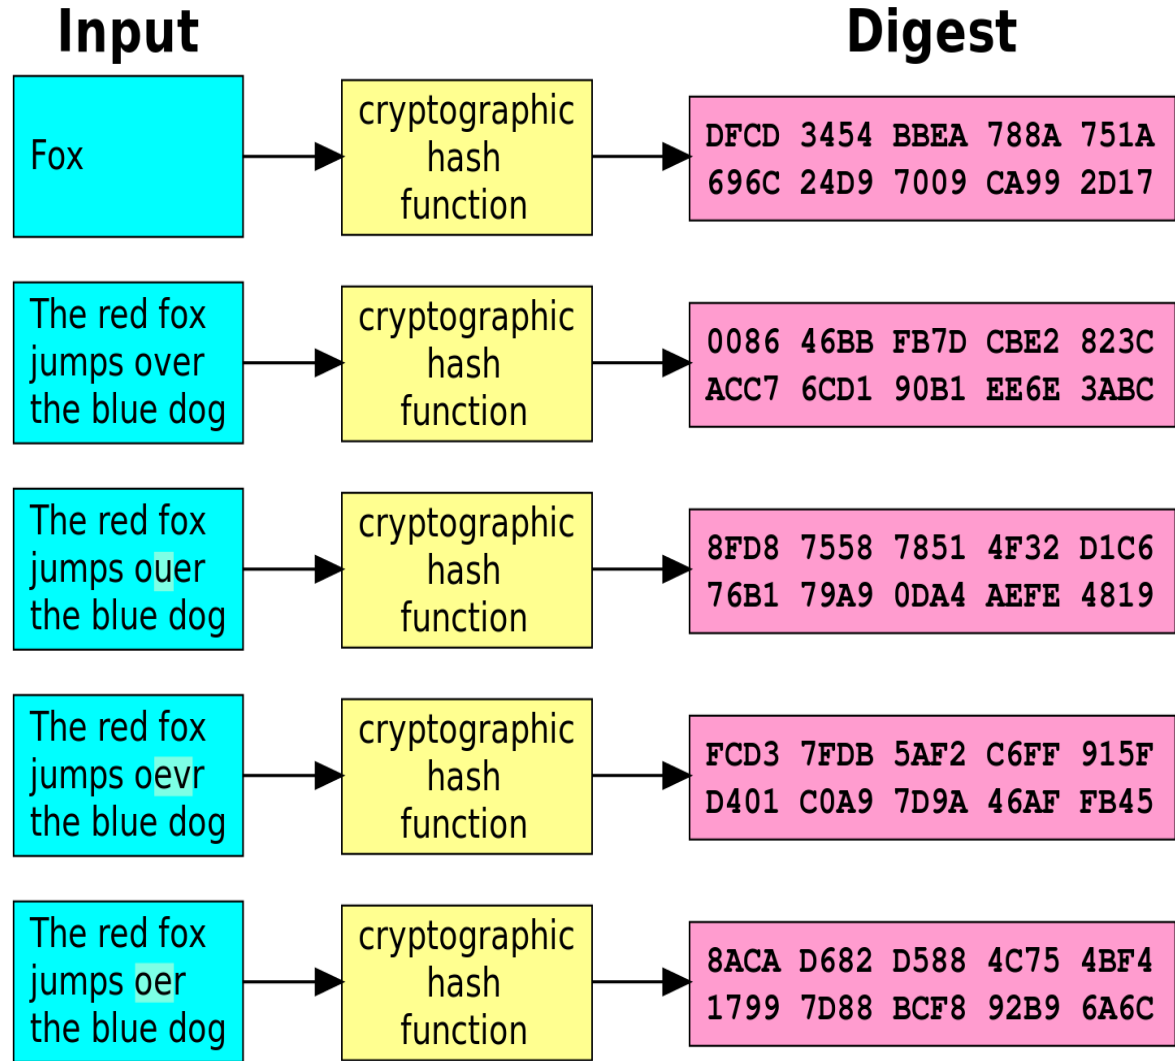 Input
Digest
Fox
cryptographic
hash
function
DFCD 3454 BBEA 788A 751A
696C 24D9 7009 CA99 2D17
The red fox
jumps over
the blue dog
cryptographic
hash
function
0086 46BB FB7D CBE2 823C
ACC7 6CD1 90B1 EE6E 3ABC
The red fox
jumps ouer
the blue dog
cryptographic
hash
function
8FD8 7558 7851 4F32 D1C6
76B1 79A9 0DA4 AEFE 4819
The red fox
jumps oevr
the blue dog
cryptographic
hash
function
FCD3 7FDB 5AF2 C6FF 915F
D401 C0A9 7D9A 46AF FB45
The red fox
jumps oer
the blue dog
cryptographic
hash
function
8ACA D682 D588 4C75 4BF4
1799 7D88 BCF8 92B9 6A6C